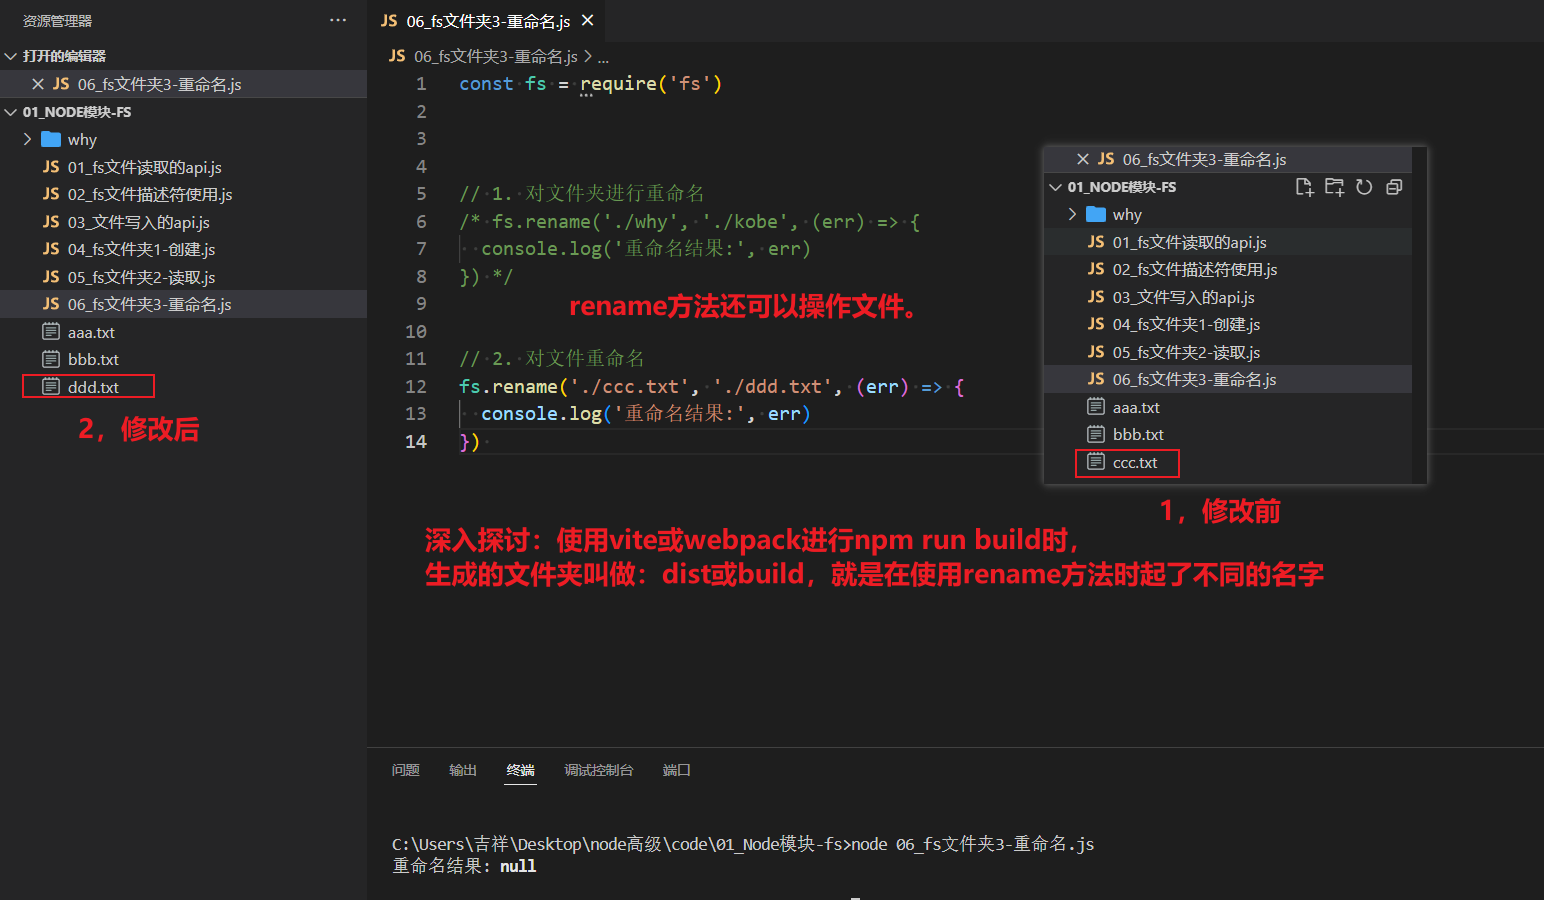 资源管理器
打开的编辑器
JS 06_fs文件夹3-重命名.js
01_NODE模块-FS
why
JS 01_fs文件读取的api.js
JS 02_fs文件描述符使用.js
JS 03_文件写入的api.js
JS 04_fs文件夹1-创建.js
JS 05_fs文件夹2-读取.js
JS 06_fs文件夹3-重命名.js
aaa.txt
bbb.txt
ddd.txt
2，修改后
JS 06_fs文件夹3-重命名.js
JS 06_fs文件夹3-重命名.js > ...
1 const fs = require('fs')
2
3
4
5 // 1. 对文件夹进行重命名
6 /* fs.rename('./why', './kobe', (err) => {
7 console.log('重命名结果:', err)
8 }) */
9
rename方法还可以操作文件。
10
11 // 2. 对文件重命名
12 fs.rename('./ccc.txt', './ddd.txt', (err) => {
13 console.log('重命名结果:', err)
14 })
JS 06_fs文件夹3-重命名.js
01_NODE模块-FS
why
JS 01_fs文件读取的api.js
JS 02_fs文件描述符使用.js
JS 03_文件写入的api.js
JS 04_fs文件夹1-创建.js
JS 05_fs文件夹2-读取.js
JS 06_fs文件夹3-重命名.js
aaa.txt
bbb.txt
ccc.txt
1，修改前
深入探讨：使用vite或webpack进行npm run build时，
生成的文件夹叫做：dist或build，就是在使用rename方法时起了不同的名字
问题 输出 终端 调试控制台 端口
C:\Users\吉祥\Desktop\node高级\code\01_Node模块-fs>node 06_fs文件夹3-重命名.js
重命名结果: null